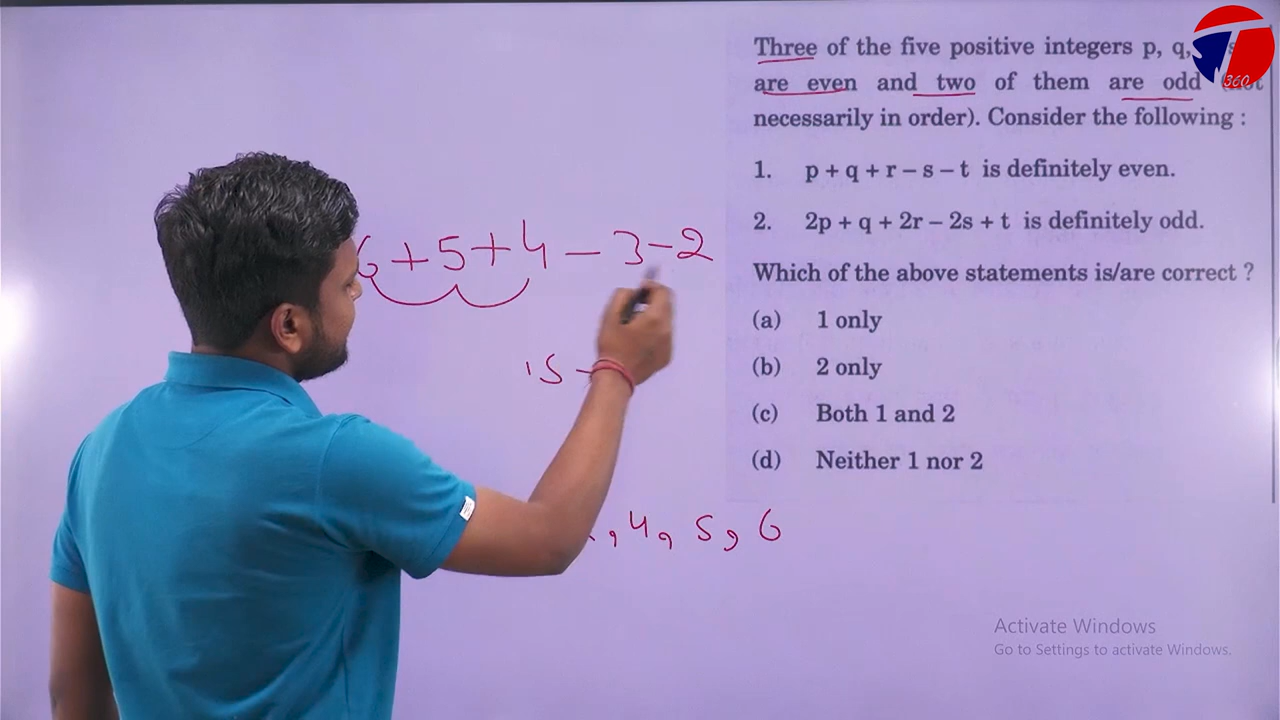 Three of the five positive integers p, q,
are even and two of them are odd
necessarily in order). Consider the following :
1. p + q + r – s – t is definitely even.
2. 2p + q + 2r – 2s + t is definitely odd.
Which of the above statements is/are correct ?
(a) 1 only
(b) 2 only
(c) Both 1 and 2
(d) Neither 1 nor 2
6 + 5 + 4 – 3 – 2
15 –
, 4, 5, 6
360
Activate Windows
Go to Settings to activate Windows.